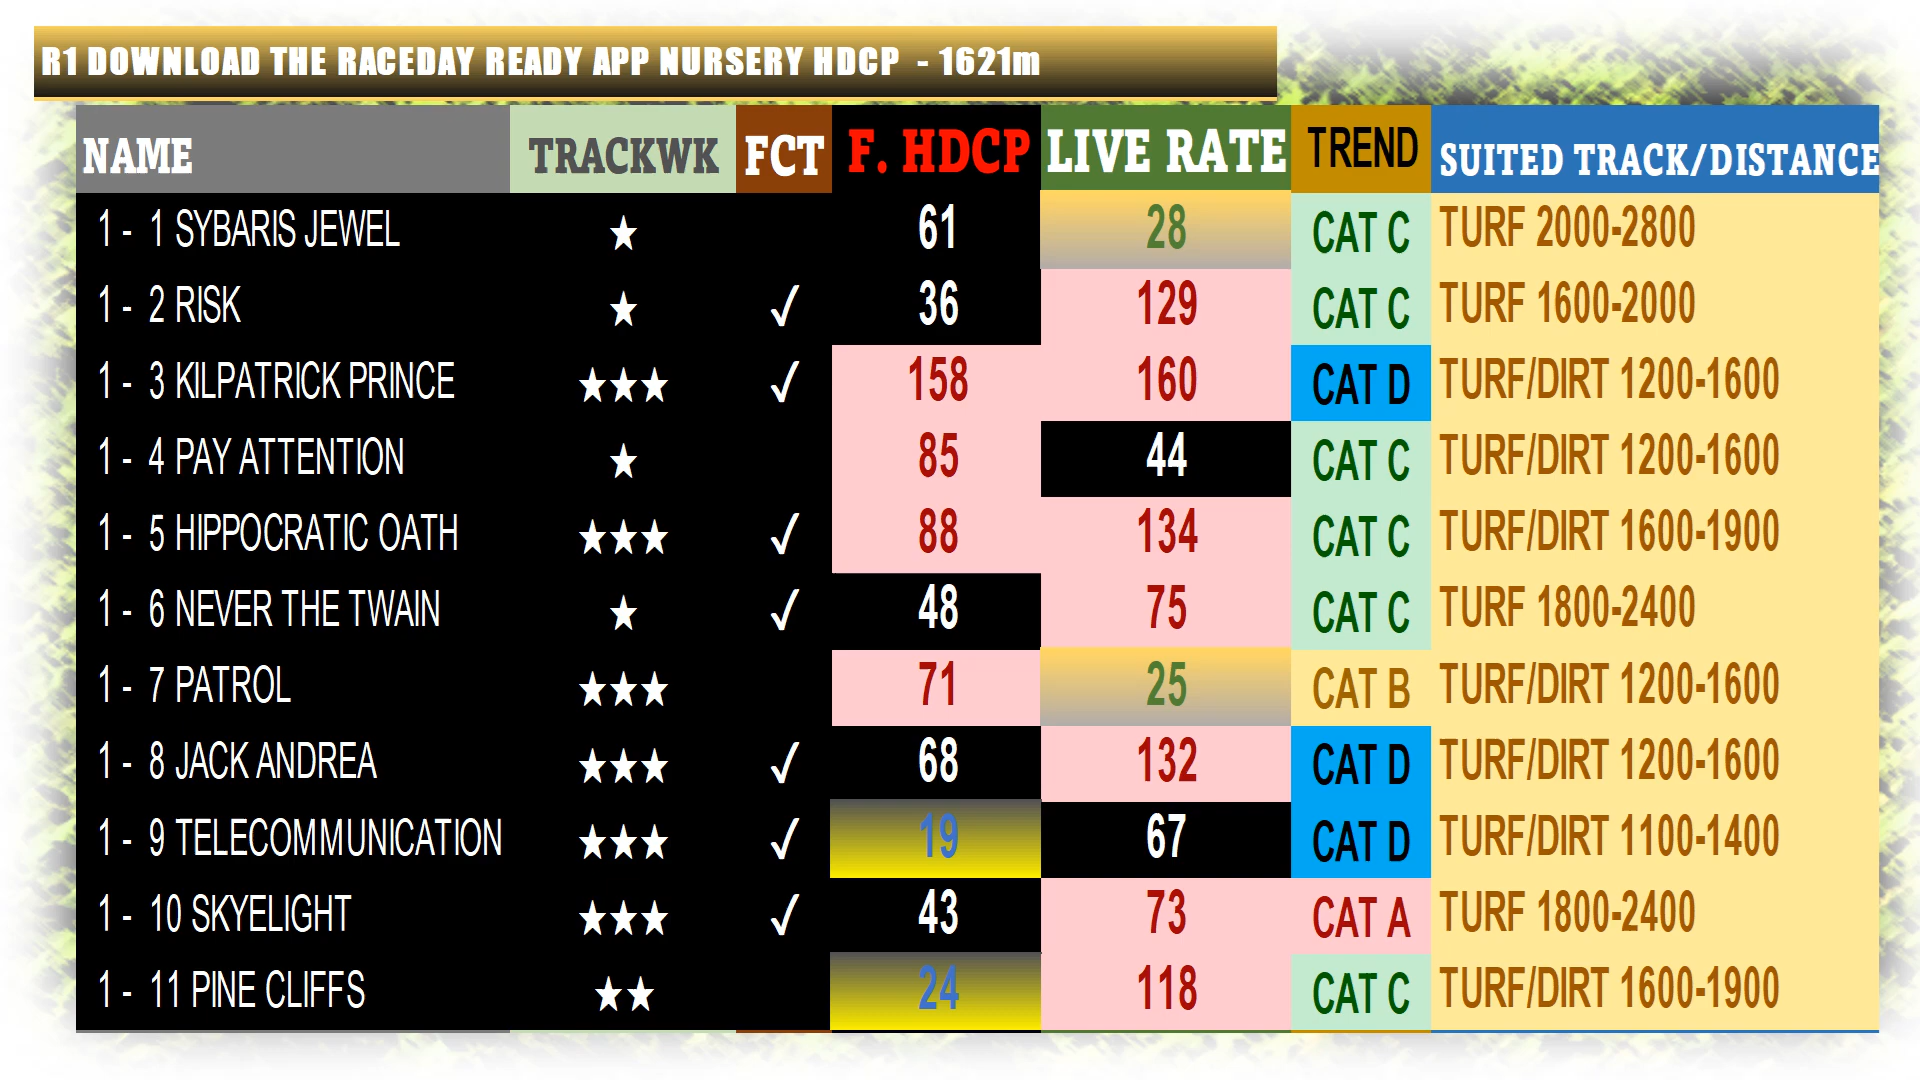 R1 DOWNLOAD THE RACEDAY READY APP NURSERY HDCP - 1621m
NAME TRACKWK FCT F. HDCP LIVE RATE TREND SUITED TRACK/DISTANCE
1 - 1 SYBARIS JEWEL ★ 61 28 CAT C TURF 2000-2800
1 - 2 RISK ★ ✓ 36 129 CAT C TURF 1600-2000
1 - 3 KILPATRICK PRINCE ★★★ ✓ 158 160 CAT D TURF/DIRT 1200-1600
1 - 4 PAY ATTENTION ★ 85 44 CAT C TURF/DIRT 1200-1600
1 - 5 HIPPOCRATIC OATH ★★★ ✓ 88 134 CAT C TURF/DIRT 1600-1900
1 - 6 NEVER THE TWAIN ★ ✓ 48 75 CAT C TURF 1800-2400
1 - 7 PATROL ★★★ 71 25 CAT B TURF/DIRT 1200-1600
1 - 8 JACK ANDREA ★★★ ✓ 68 132 CAT D TURF/DIRT 1200-1600
1 - 9 TELECOMMUNICATION ★★★ ✓ 19 67 CAT D TURF/DIRT 1100-1400
1 - 10 SKYELIGHT ★★★ ✓ 43 73 CAT A TURF 1800-2400
1 - 11 PINE CLIFFS ★★ 24 118 CAT C TURF/DIRT 1600-1900